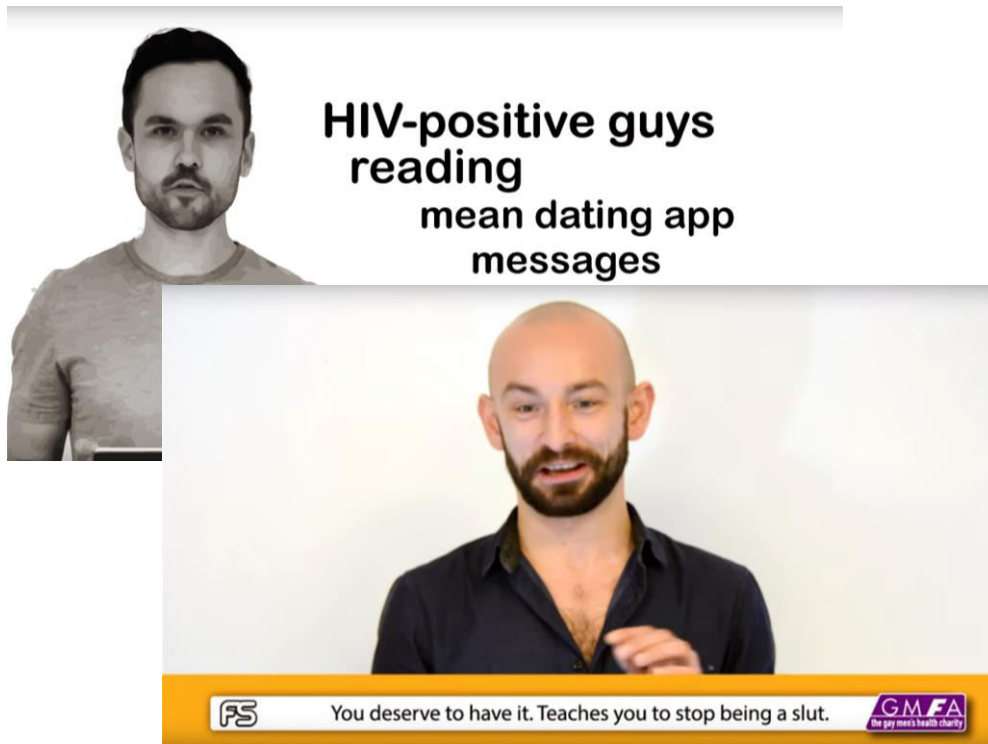 HIV-positive guys
reading
mean dating app
messages
FS
You deserve to have it. Teaches you to stop being a slut.
GMFA
the gay men's health charity